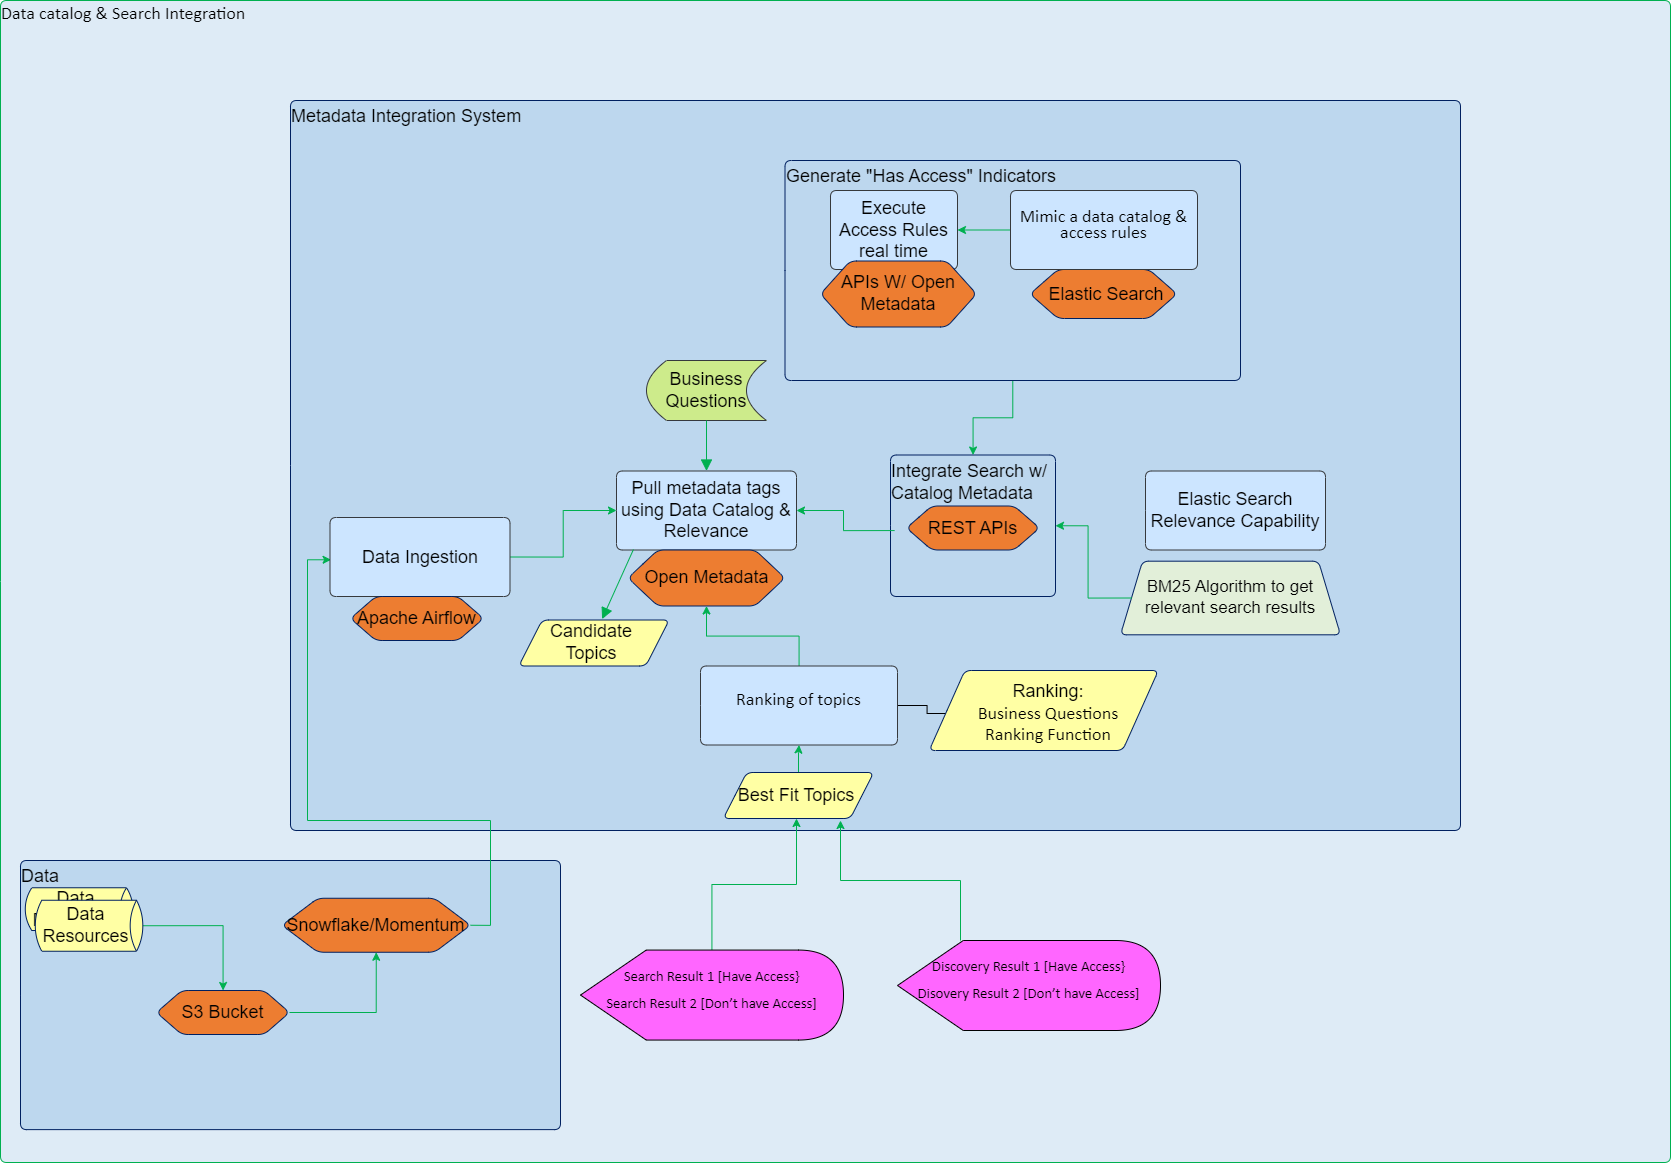 Data catalog & Search Integration
Metadata Integration System
Generate "Has Access" Indicators
Execute
Access Rules
real time
Mimic a data catalog &
access rules
APIs W/ Open
Metadata
Elastic Search
Business
Questions
Integrate Search w/
Catalog Metadata
REST APIs
Elastic Search
Relevance Capability
Pull metadata tags
using Data Catalog &
Relevance
Data Ingestion
Open Metadata
BM25 Algorithm to get
relevant search results
Apache Airflow
Candidate
Topics
Ranking of topics
Ranking:
Business Questions
Ranking Function
Best Fit Topics
Data
Data
Data
Resources
Snowflake/Momentum
S3 Bucket
Search Result 1 [Have Access}
Search Result 2 [Don't have Access]
Discovery Result 1 [Have Access}
Disovery Result 2 [Don't have Access]